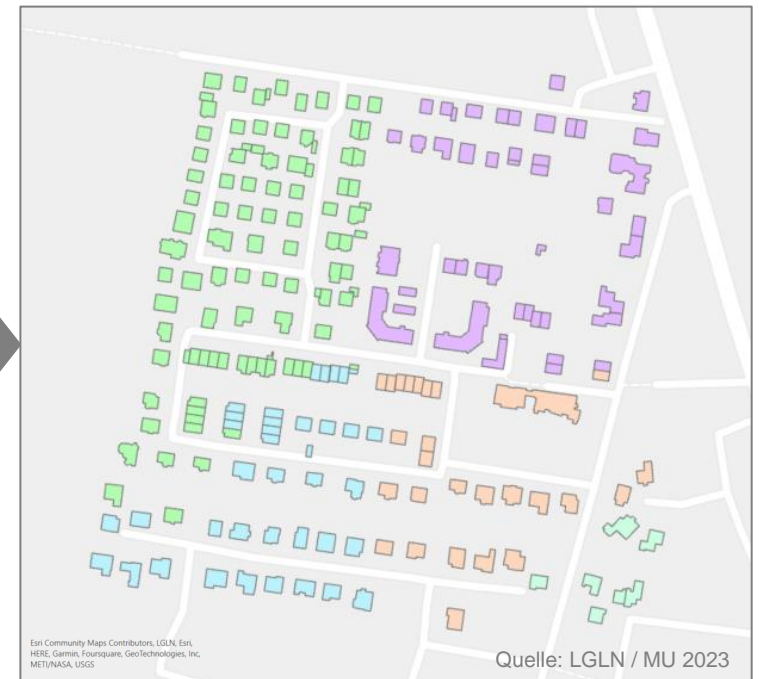 Esri Community Maps Contributors, LGLN, Esri,
HERE, Garmin, Foursquare, GeoTechnologies, Inc,
METI/NASA, USGS
Quelle: LGLN / MU 2023